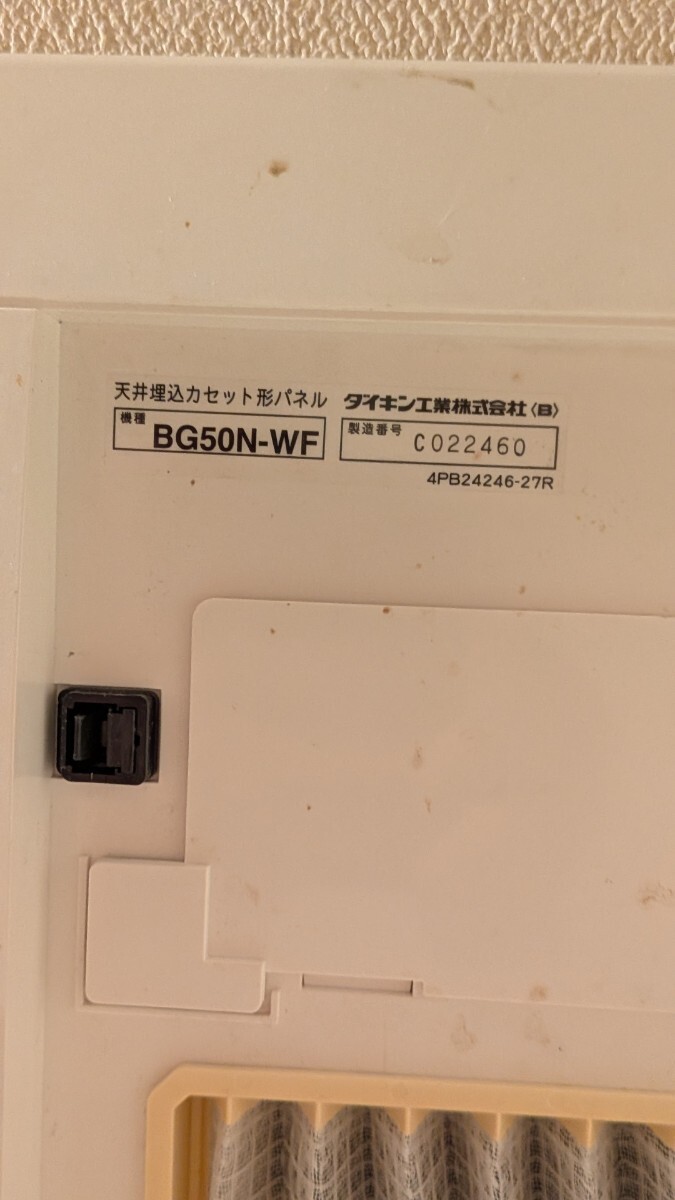 天井埋込カセット形パネル ダイキン工業株式会社〈B〉
機種 BG50N-WF 製造番号 C022460
4PB24246-27R